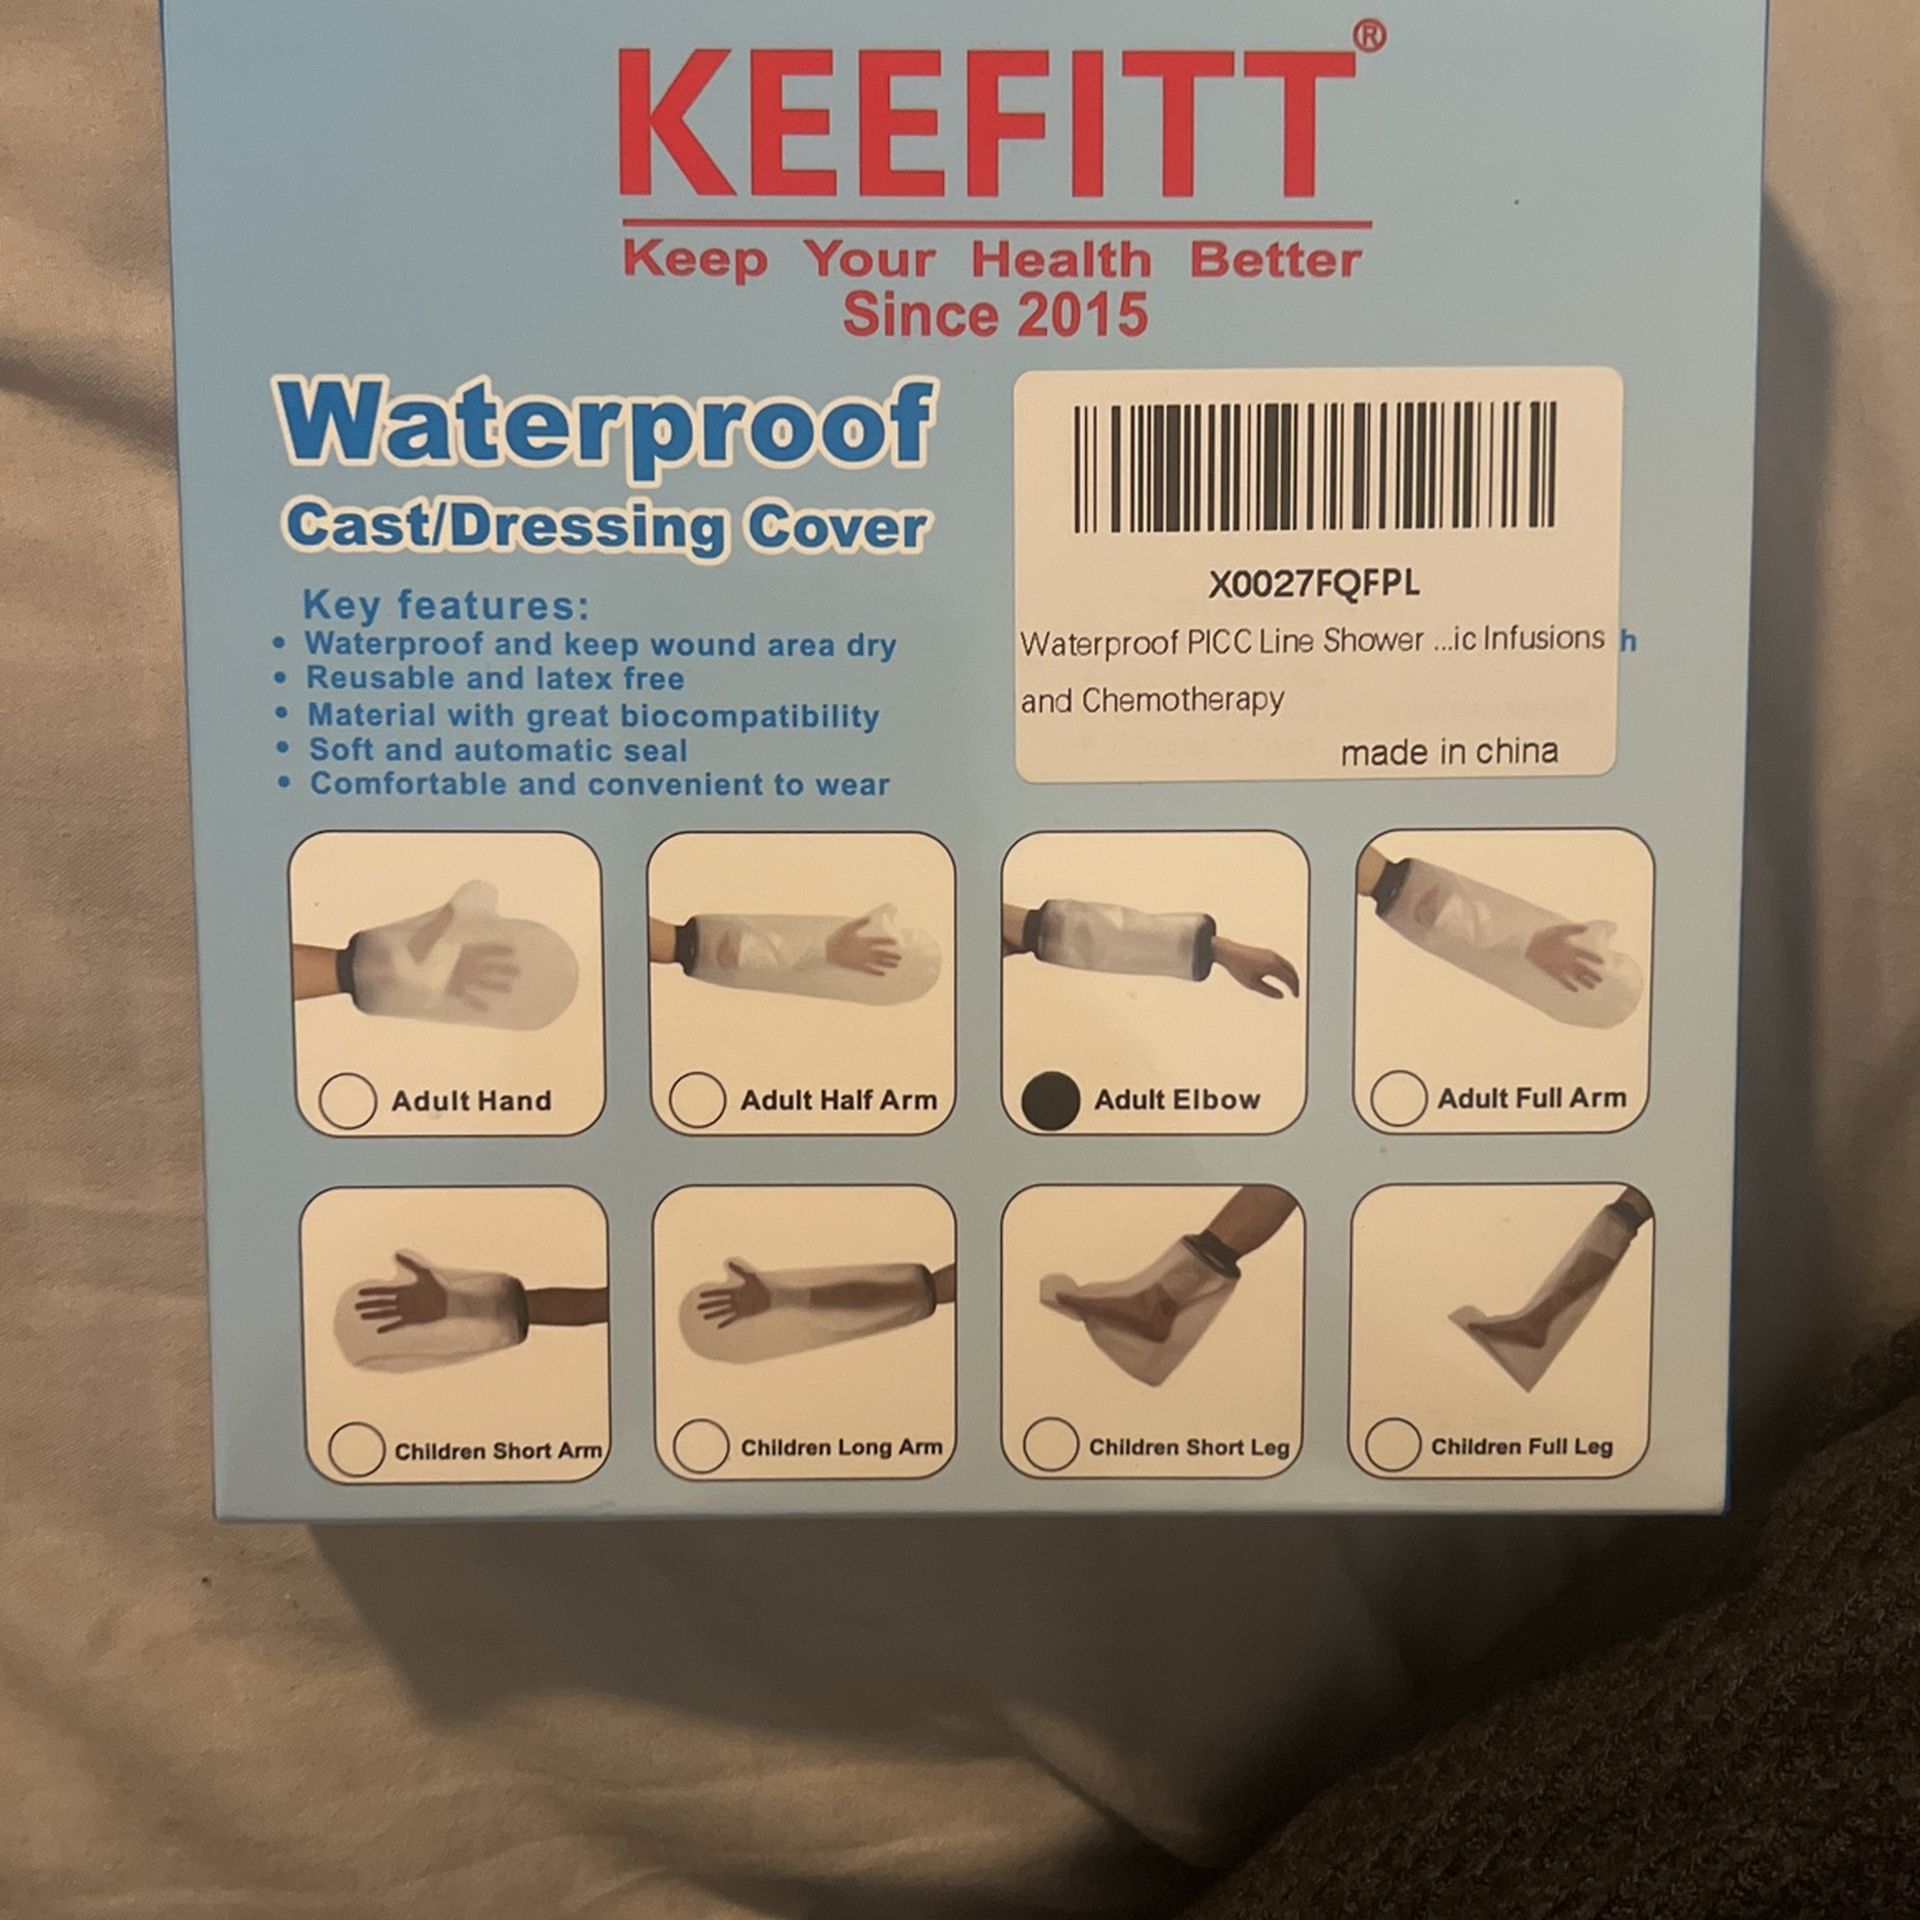 KEEFITT®
Keep Your Health Better
Since 2015
Waterproof
Cast/Dressing Cover
Key features:
• Waterproof and keep wound area dry
• Reusable and latex free
• Material with great biocompatibility
• Soft and automatic seal
• Comfortable and convenient to wear
X0027FQFPL
Waterproof PICC Line Shower ...ic Infusions h
and Chemotherapy
made in china
Adult Hand
Adult Half Arm
Adult Elbow
Adult Full Arm
Children Short Arm
Children Long Arm
Children Short Leg
Children Full Leg